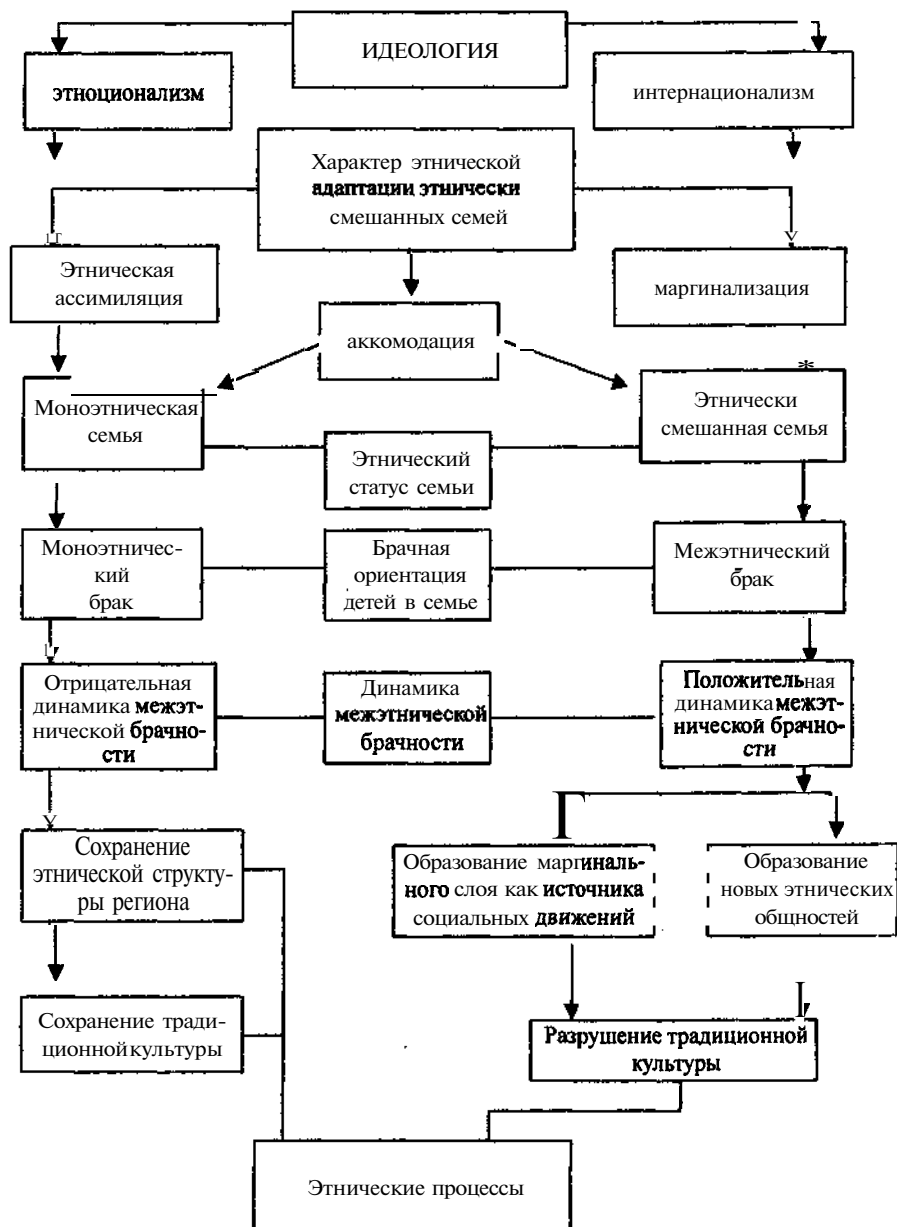 ИДЕОЛОГИЯ
этноционализм
интернационализм
Характер этнической
адаптации этнически
смешанных семей
Этническая
ассимиляция
маргинализация
аккомодация
Моноэтническая
семья
Этнически
смешанная семья
Этнический
статус семьи
Моноэтничес-
кий
брак
Брачная
ориентация
детей в семье
Межэтнический
брак
Отрицательная
динамика межэт-
нической брачно-
сти
Динамика
межэтнической
брачности
Положительная
динамика межэт-
нической брачно-
сти
Сохранение
этнической структу-
ры региона
Образование маргиналь-
ного слоя как источника
социальных движений
Образование
новых этнических
общностей
Сохранение тради-
ционной культуры
Разрушение традиционной
культуры
Этнические процессы